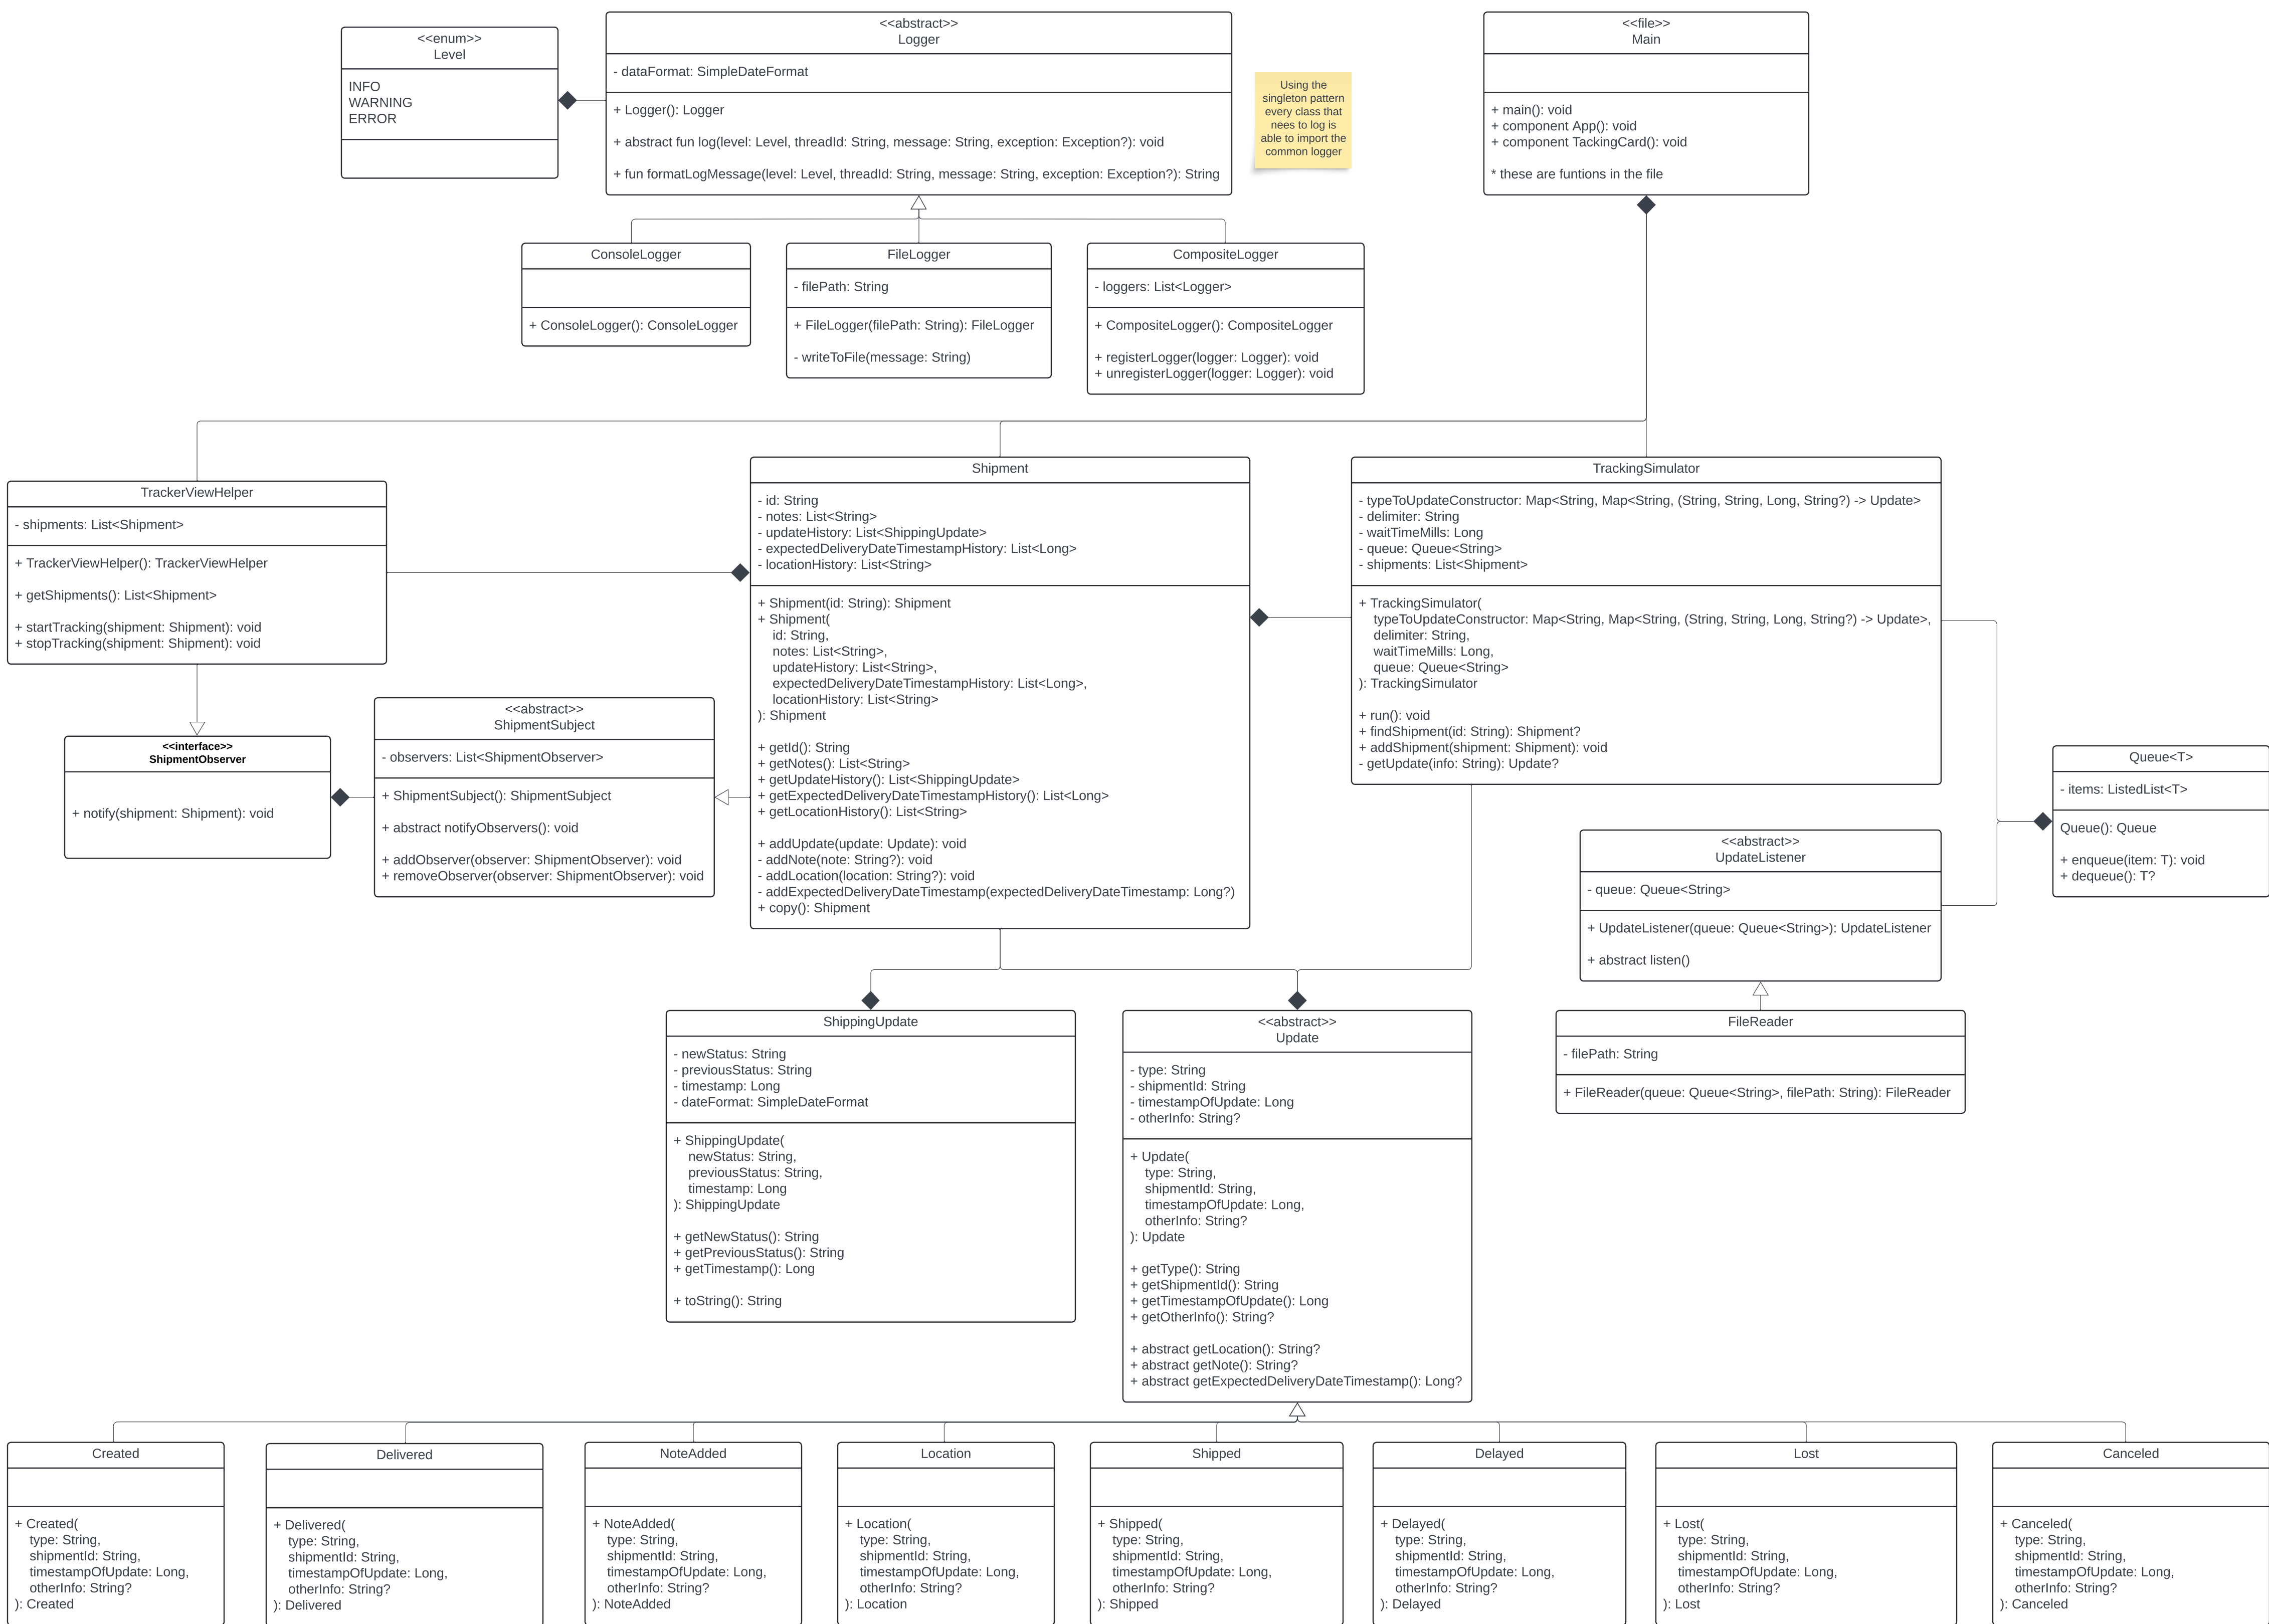 <<enum>>
Level
INFO
WARNING
ERROR
<<abstract>>
Logger
- dataFormat: SimpleDateFormat
+ Logger(): Logger
+ abstract fun log(level: Level, threadId: String, message: String, exception: Exception?): void
+ fun formatLogMessage(level: Level, threadId: String, message: String, exception: Exception?): String
Using the
singleton pattern
every class that
nees to log is
able to import the
common logger
<<file>>
Main
+ main(): void
+ component App(): void
+ component TackingCard(): void
* these are funtions in the file
ConsoleLogger
+ ConsoleLogger(): ConsoleLogger
FileLogger
- filePath: String
+ FileLogger(filePath: String): FileLogger
- writeToFile(message: String)
CompositeLogger
- loggers: List<Logger>
+ CompositeLogger(): CompositeLogger
+ registerLogger(logger: Logger): void
+ unregisterLogger(logger: Logger): void
TrackerViewHelper
- shipments: List<Shipment>
+ TrackerViewHelper(): TrackerViewHelper
+ getShipments(): List<Shipment>
+ startTracking(shipment: Shipment): void
+ stopTracking(shipment: Shipment): void
<<interface>>
ShipmentObserver
+ notify(shipment: Shipment): void
<<abstract>>
ShipmentSubject
- observers: List<ShipmentObserver>
+ ShipmentSubject(): ShipmentSubject
+ abstract notifyObservers(): void
+ addObserver(observer: ShipmentObserver): void
+ removeObserver(observer: ShipmentObserver): void
Shipment
- id: String
- notes: List<String>
- updateHistory: List<ShippingUpdate>
- expectedDeliveryDateTimestampHistory: List<Long>
- locationHistory: List<String>
+ Shipment(id: String): Shipment
+ Shipment(
id: String,
notes: List<String>,
updateHistory: List<String>,
expectedDeliveryDateTimestampHistory: List<Long>,
locationHistory: List<String>
): Shipment
+ getId(): String
+ getNotes(): List<String>
+ getUpdateHistory(): List<ShippingUpdate>
+ getExpectedDeliveryDateTimestampHistory(): List<Long>
+ getLocationHistory(): List<String>
+ addUpdate(update: Update): void
- addNote(note: String?): void
- addLocation(location: String?): void
- addExpectedDeliveryDateTimestamp(expectedDeliveryDateTimestamp: Long?)
+ copy(): Shipment
TrackingSimulator
- typeToUpdateConstructor: Map<String, Map<String, (String, String, Long, String?) -> Update>
- delimiter: String
- waitTimeMills: Long
- queue: Queue<String>
- shipments: List<Shipment>
+ TrackingSimulator(
typeToUpdateConstructor: Map<String, Map<String, (String, String, Long, String?) -> Update>,
delimiter: String,
waitTimeMills: Long,
queue: Queue<String>
): TrackingSimulator
+ run(): void
+ findShipment(id: String): Shipment?
+ addShipment(shipment: Shipment): void
- getUpdate(info: String): Update?
Queue<T>
- items: ListedList<T>
Queue(): Queue
+ enqueue(item: T): void
+ dequeue(): T?
<<abstract>>
UpdateListener
- queue: Queue<String>
+ UpdateListener(queue: Queue<String>): UpdateListener
+ abstract listen()
FileReader
- filePath: String
+ FileReader(queue: Queue<String>, filePath: String): FileReader
ShippingUpdate
- newStatus: String
- previousStatus: String
- timestamp: Long
- dateFormat: SimpleDateFormat
+ ShippingUpdate(
newStatus: String,
previousStatus: String,
timestamp: Long
): ShippingUpdate
+ getNewStatus(): String
+ getPreviousStatus(): String
+ getTimestamp(): Long
+ toString(): String
<<abstract>>
Update
- type: String
- shipmentId: String
- timestampOfUpdate: Long
- otherInfo: String?
+ Update(
type: String,
shipmentId: String,
timestampOfUpdate: Long,
otherInfo: String?
): Update
+ getType(): String
+ getShipmentId(): String
+ getTimestampOfUpdate(): Long
+ getOtherInfo(): String?
+ abstract getLocation(): String?
+ abstract getNote(): String?
+ abstract getExpectedDeliveryDateTimestamp(): Long?
Created
+ Created(
type: String,
shipmentId: String,
timestampOfUpdate: Long,
otherInfo: String?
): Created
Delivered
+ Delivered(
type: String,
shipmentId: String,
timestampOfUpdate: Long,
otherInfo: String?
): Delivered
NoteAdded
+ NoteAdded(
type: String,
shipmentId: String,
timestampOfUpdate: Long,
otherInfo: String?
): NoteAdded
Location
+ Location(
type: String,
shipmentId: String,
timestampOfUpdate: Long,
otherInfo: String?
): Location
Shipped
+ Shipped(
type: String,
shipmentId: String,
timestampOfUpdate: Long,
otherInfo: String?
): Shipped
Delayed
+ Delayed(
type: String,
shipmentId: String,
timestampOfUpdate: Long,
otherInfo: String?
): Delayed
Lost
+ Lost(
type: String,
shipmentId: String,
timestampOfUpdate: Long,
otherInfo: String?
): Lost
Canceled
+ Canceled(
type: String,
shipmentId: String,
timestampOfUpdate: Long,
otherInfo: String?
): Canceled